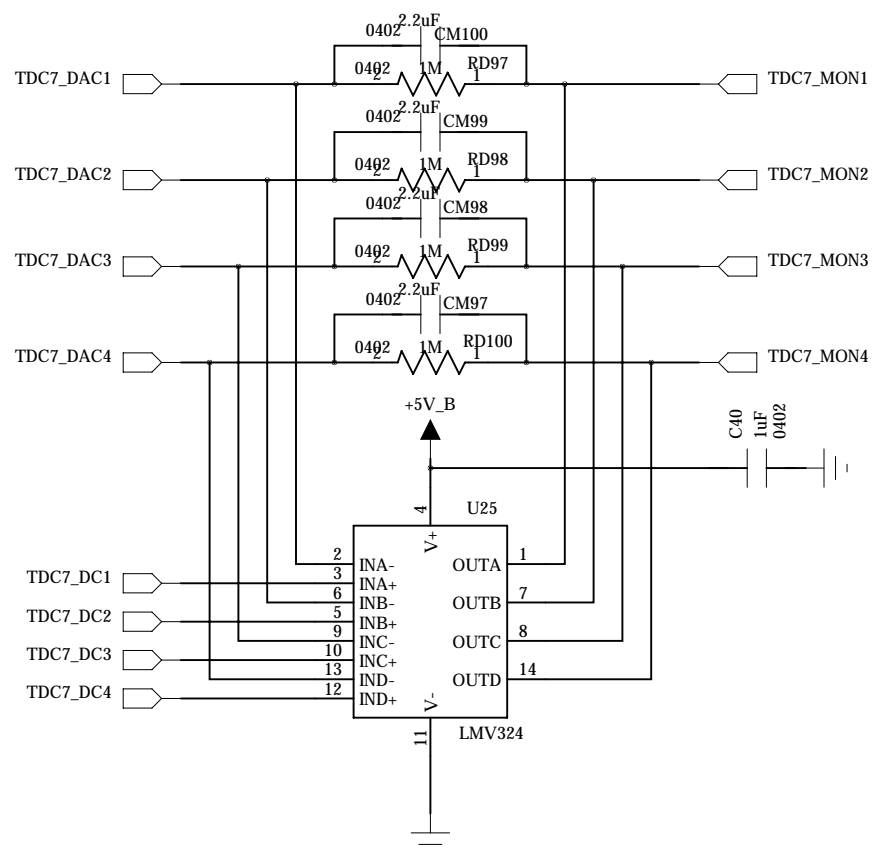 2.2uF
0402 CM100
TDC7_DAC1 0402 2 1M 1 RD97 TDC7_MON1
2.2uF
0402 CM99
TDC7_DAC2 0402 2 1M 1 RD98 TDC7_MON2
2.2uF
0402 CM98
TDC7_DAC3 0402 2 1M 1 RD99 TDC7_MON3
2.2uF
0402 CM97
TDC7_DAC4 0402 2 1M 1 RD100 TDC7_MON4
+5V_B
C40
1uF
0402
4 U25
V+
2 INA- OUTA 1
TDC7_DC1 3 INA+
6 INB- OUTB 7
TDC7_DC2 5 INB+
9 INC- OUTC 8
TDC7_DC3 10 INC+
13 IND- OUTD 14
TDC7_DC4 12 IND+
V-
11 LMV324